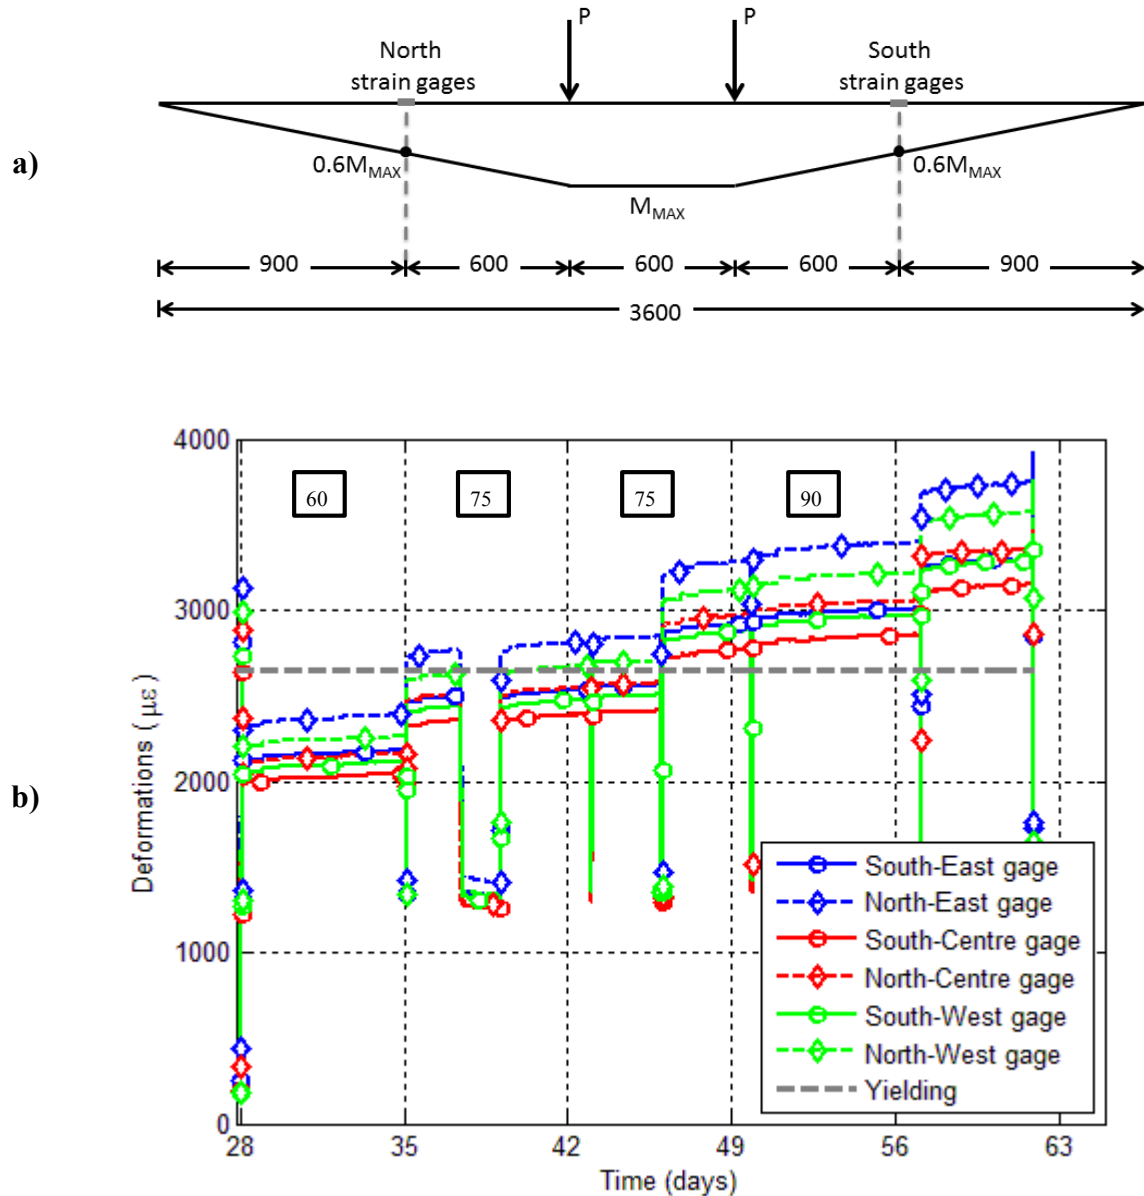 P
P
North
strain gages
South
strain gages
a)
0.6M_MAX
0.6M_MAX
M_MAX
900
600
600
600
900
3600
b)
Deformations ( με )
4000
3000
2000
1000
0
60
75
75
90
South-East gage
North-East gage
South-Centre gage
North-Centre gage
South-West gage
North-West gage
Yielding
28
35
42
49
56
63
Time (days)